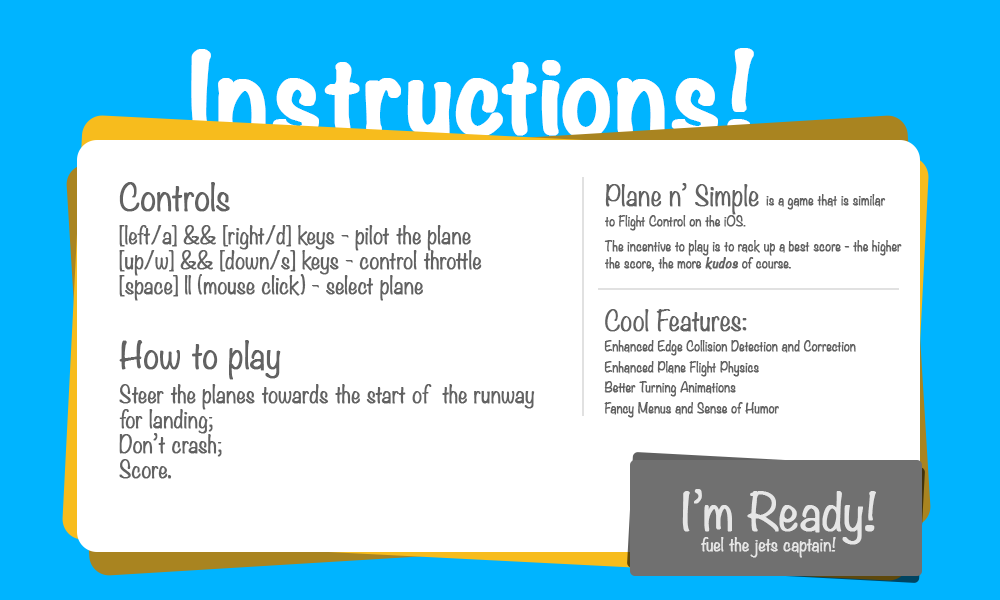 Instructions!
Controls
[left/a] && [right/d] keys - pilot the plane
[up/w] && [down/s] keys - control throttle
[space] || (mouse click) - select plane
How to play
Steer the planes towards the start of the runway
for landing;
Don't crash;
Score.
Plane n' Simple is a game that is similar
to Flight Control on the iOS.
The incentive to play is to rack up a best score - the higher
the score, the more kudos of course.
Cool Features:
Enhanced Edge Collision Detection and Correction
Enhanced Plane Flight Physics
Better Turning Animations
Fancy Menus and Sense of Humor
I'm Ready!
fuel the jets captain!